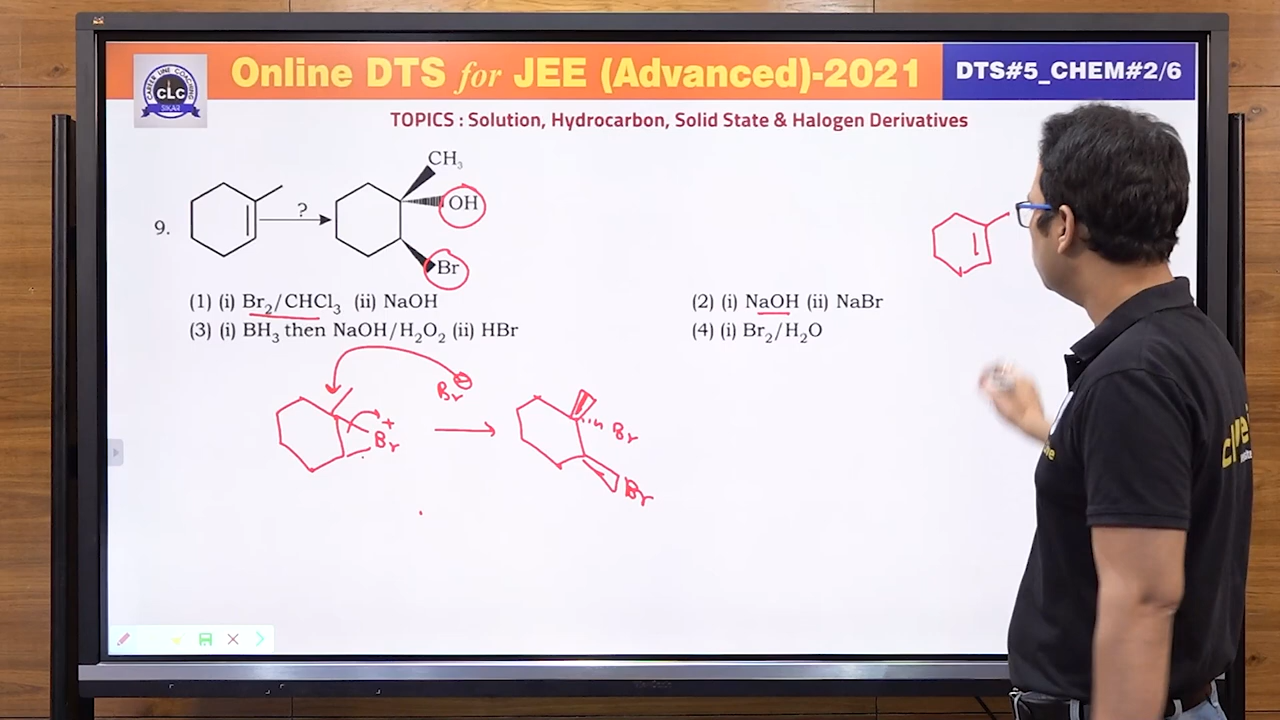 CAREER LINE COACHING
CLC
SIKAR
Online DTS for JEE (Advanced)-2021
DTS#5_CHEM#2/6
TOPICS : Solution, Hydrocarbon, Solid State & Halogen Derivatives
9.
?
CH₃
OH
Br
(1) (i) Br₂/CHCl₃ (ii) NaOH
(2) (i) NaOH (ii) NaBr
(3) (i) BH₃ then NaOH/H₂O₂ (ii) HBr
(4) (i) Br₂/H₂O
Br⊖
Br+
Br
Br